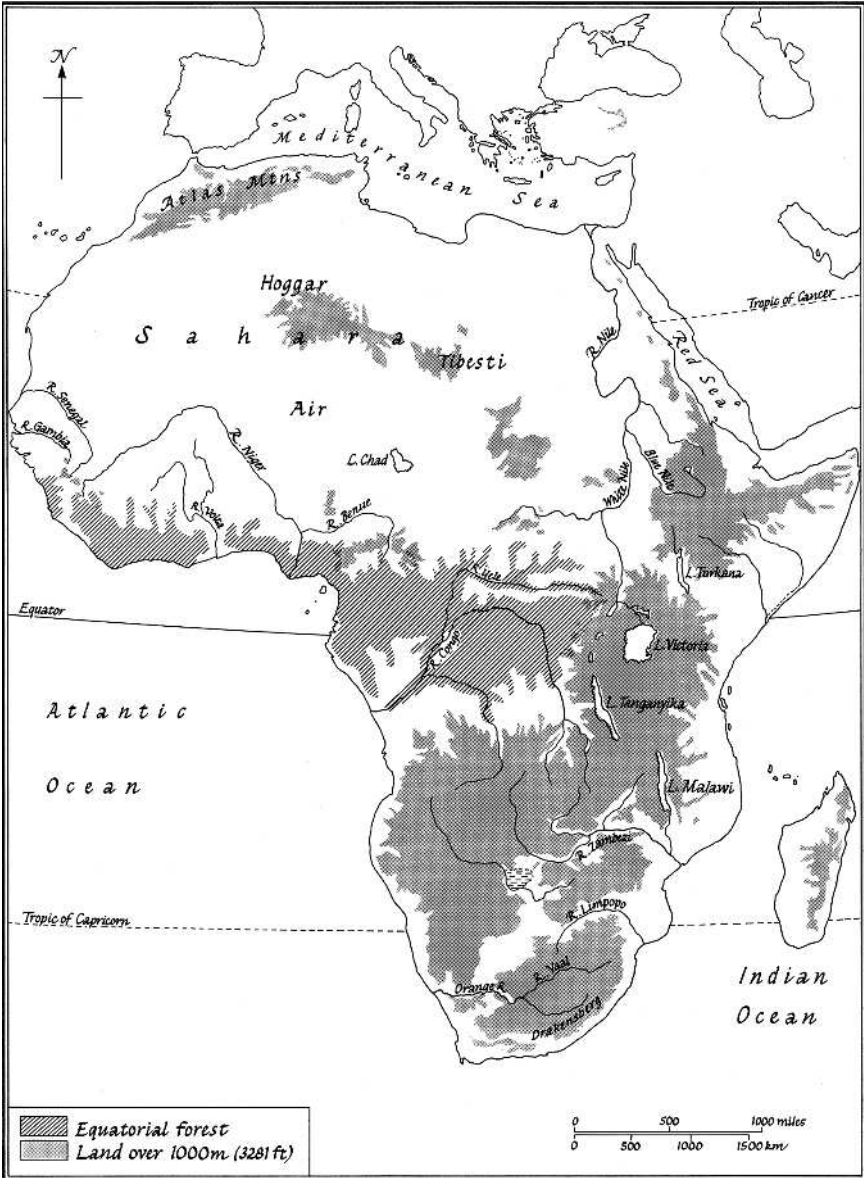 N
Mediterranean Sea
Atlas Mtns
Hoggar
Tropic of Cancer
Sahara
R. Nile
Red Sea
Tibesti
Air
R. Senegal
R. Gambia
R. Niger
L. Chad
Blue Nile
White Nile
R. Volta
R. Benue
R. Uele
L. Turkana
Equator
R. Congo
L. Victoria
L. Tanganyika
Atlantic
Ocean
L. Malawi
R. Zambezi
Tropic of Capricorn
R. Limpopo
R. Vaal
Orange R.
Drakensberg
Indian
Ocean
Equatorial forest
Land over 1000m (3281 ft)
0 500 1000 miles
0 500 1000 1500 km